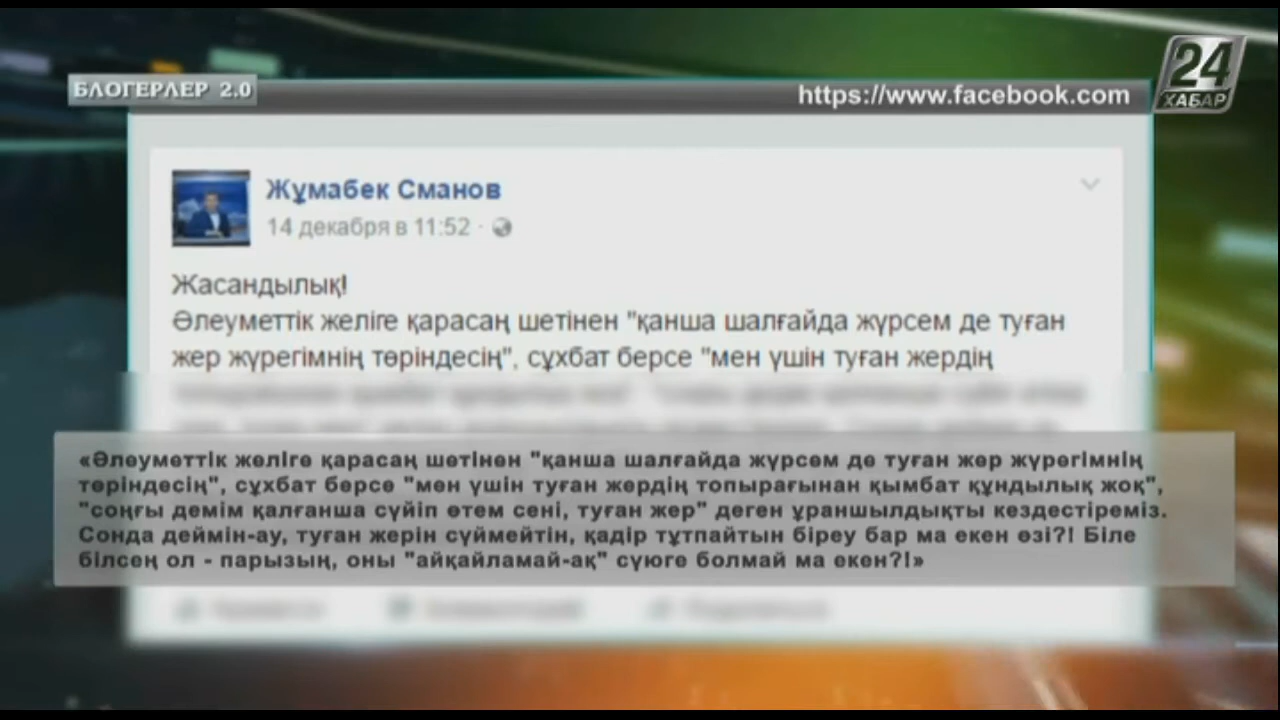 24
ХАБАР
БЛОГЕРЛЕР 2.0
https://www.facebook.com
Жұмабек Сманов
14 декабря в 11:52 ·
Жасандылық!
Әлеуметтік желіге қарасаң шетінен "қанша шалғайда жүрсем де туған
жер жүрегімнің төріндесің", сұхбат берсе "мен үшін туған жердің
«Әлеуметтік желіге қарасаң шетінен "қанша шалғайда жүрсем де туған жер жүрегімнің
төріндесің", сұхбат берсе "мен үшін туған жердің топырағынан қымбат құндылық жоқ",
"соңғы демім қалғанша сүйіп өтем сені, туған жер" деген ұраншылдықты кездестіреміз.
Сонда деймін-ау, туған жерін сүймейтін, қадір тұтпайтын біреу бар ма екен өзі?! Біле
білсең ол - парызың, оны "айқайламай-ақ" сүюге болмай ма екен?!»